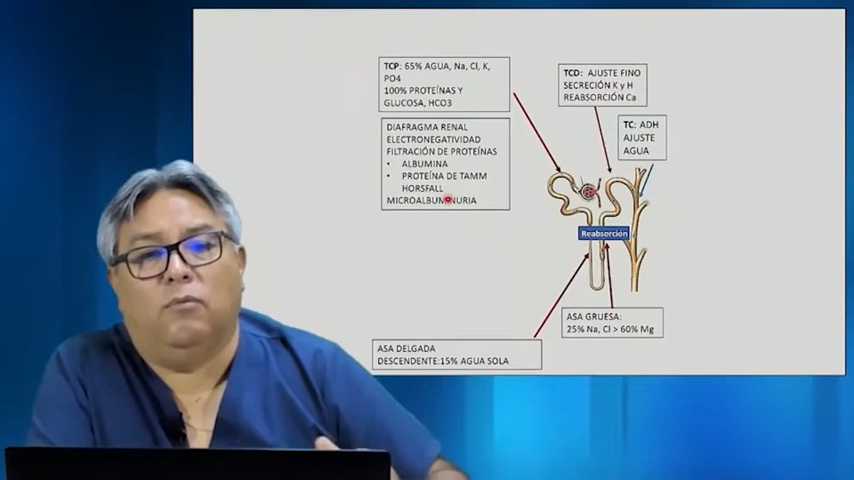 TCP: 65% AGUA, Na, Cl, K,
PO4
100% PROTEÍNAS Y
GLUCOSA, HCO3
DIAFRAGMA RENAL
ELECTRONEGATIVIDAD
FILTRACIÓN DE PROTEÍNAS
• ALBUMINA
• PROTEÍNA DE TAMM
HORSFALL
MICROALBUMINURIA
TCD: AJUSTE FINO
SECRECIÓN K y H
REABSORCIÓN Ca
TC: ADH
AJUSTE
AGUA
Reabsorción
ASA GRUESA:
25% Na, Cl > 60% Mg
ASA DELGADA
DESCENDENTE:15% AGUA SOLA